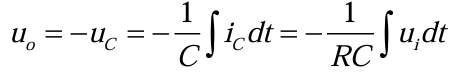 $u_o = -u_C = -\frac{1}{C}\int i_C dt = -\frac{1}{RC}\int u_i dt$